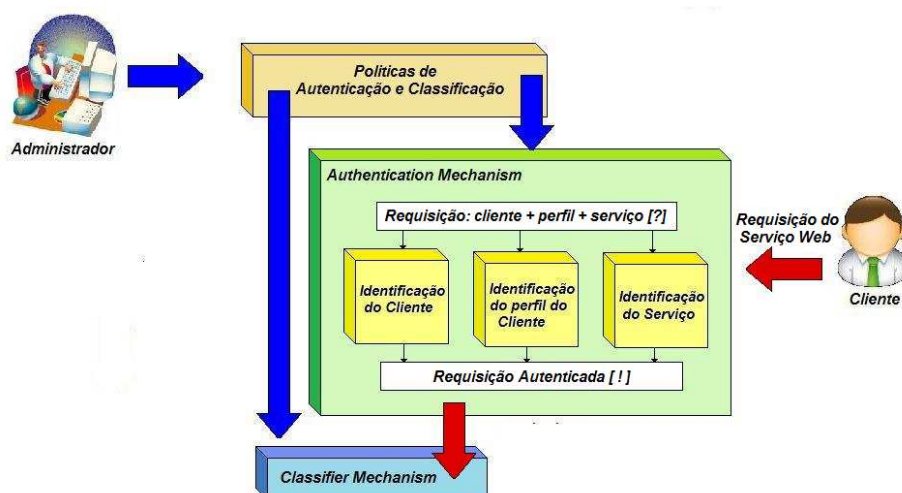 Administrador
Políticas de
Autenticação e Classificação
Authentication Mechanism
Requisição: cliente + perfil + serviço [?]
Identificação
do Cliente
Identificação
do perfil do
Cliente
Identificação
do Serviço
Requisição Autenticada [ ! ]
Requisição do
Serviço Web
Cliente
Classifier Mechanism